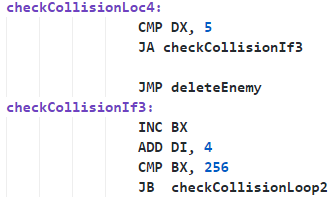 checkCollisionLoc4:
CMP DX, 5
JA checkCollisionIf3
JMP deleteEnemy
checkCollisionIf3:
INC BX
ADD DI, 4
CMP BX, 256
JB  checkCollisionLoop2